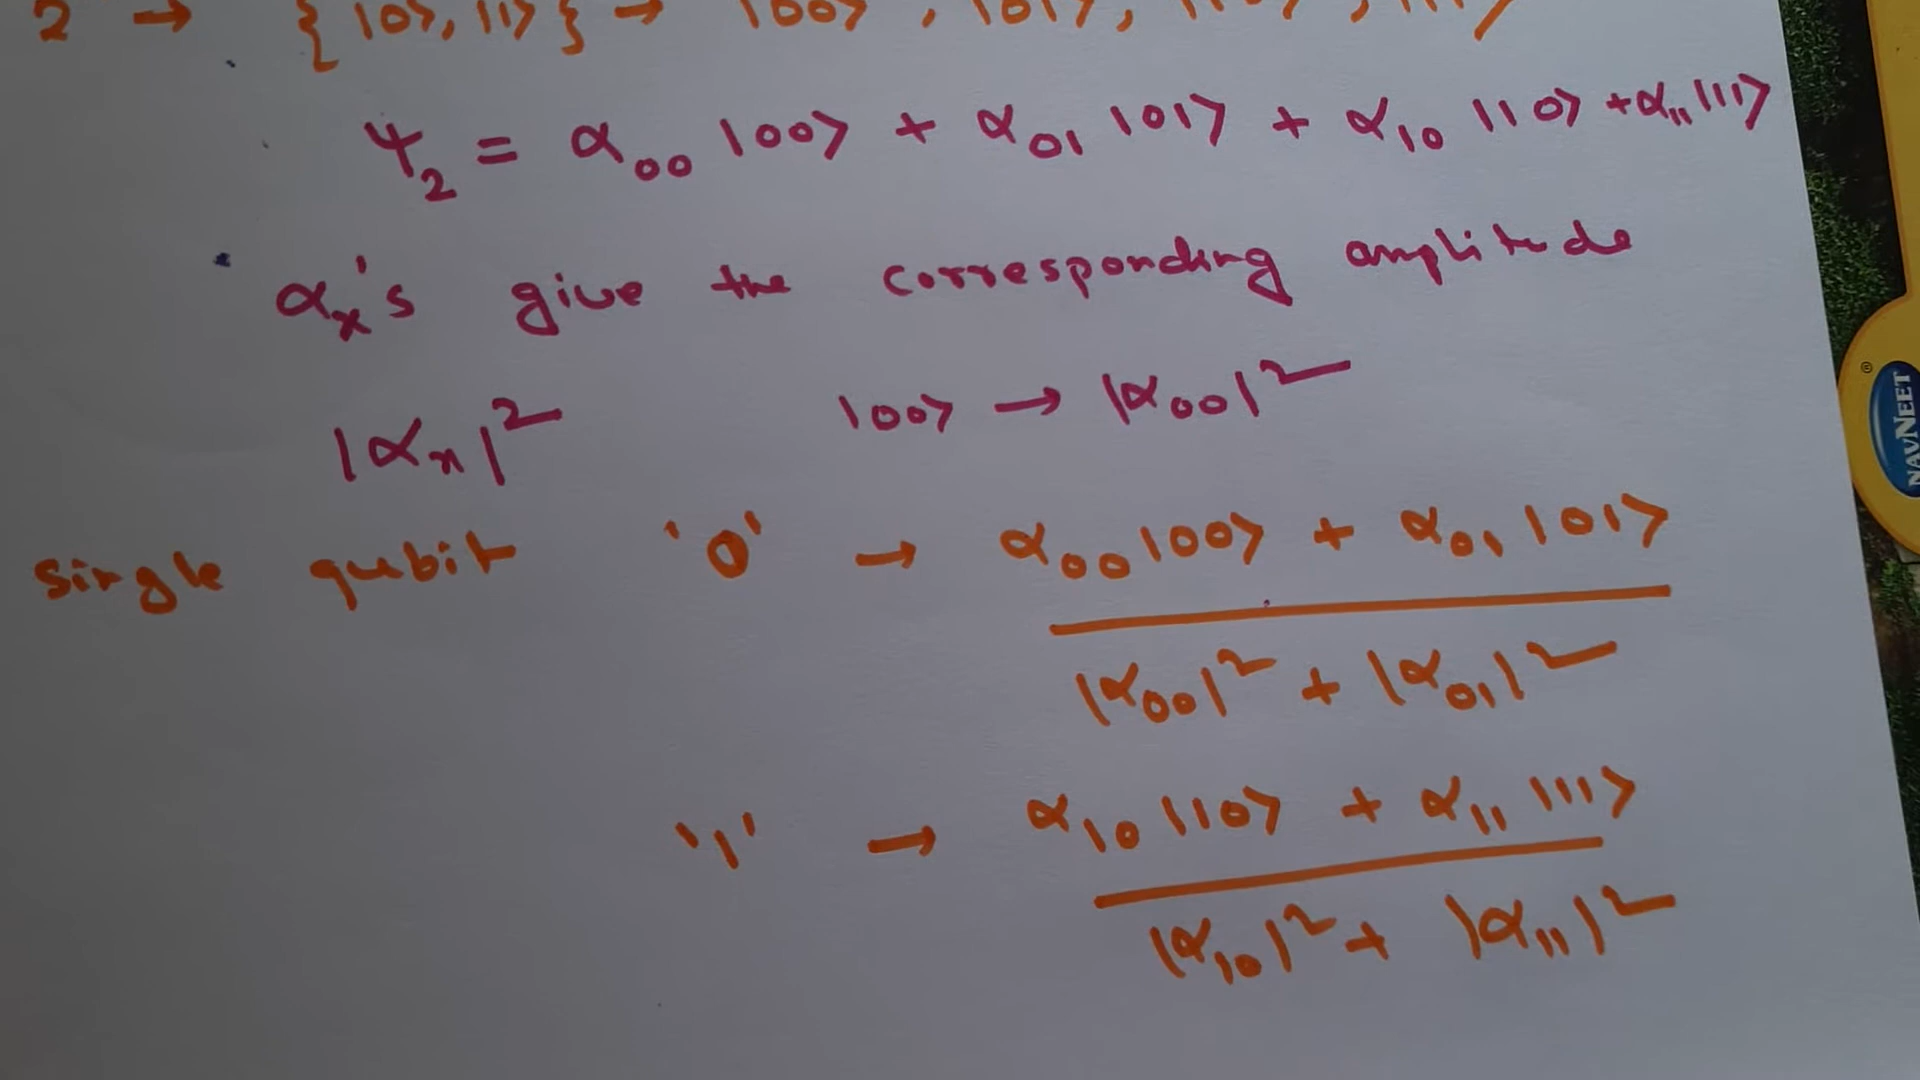 2 → {|0>, |1>} → |00>, |01>, |10>, |11>
Ψ₂ = α₀₀ |00> + α₀₁ |01> + α₁₀ |10> + α₁₁ |11>
αₓ's give the corresponding amplitude
|αₓ|² |00> → |α₀₀|²
Single qubit '0' → α₀₀|00> + α₀₁|01>
|α₀₀|² + |α₀₁|²
'1' → α₁₀|10> + α₁₁|11>
|α₁₀|² + |α₁₁|²
NAVNEET
®